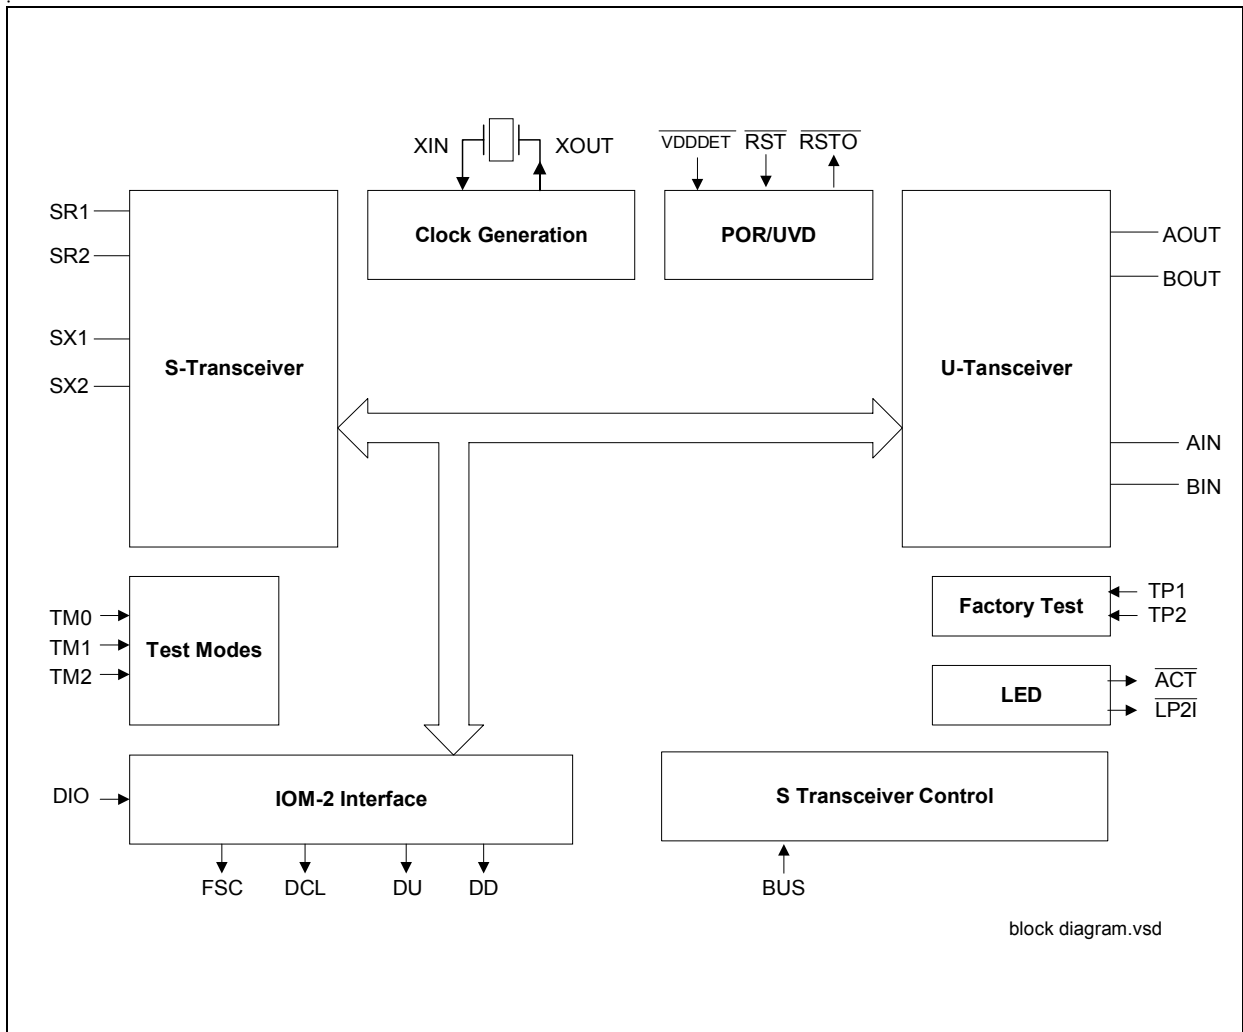 XIN
XOUT
VDDDET
RST
RSTO
SR1
SR2
SX1
SX2
Clock Generation
POR/UVD
S-Transceiver
U-Tansceiver
AOUT
BOUT
AIN
BIN
TM0
TM1
TM2
Test Modes
Factory Test
TP1
TP2
LED
ACT
LP2I
DIO
IOM-2 Interface
S Transceiver Control
FSC
DCL
DU
DD
BUS
block diagram.vsd